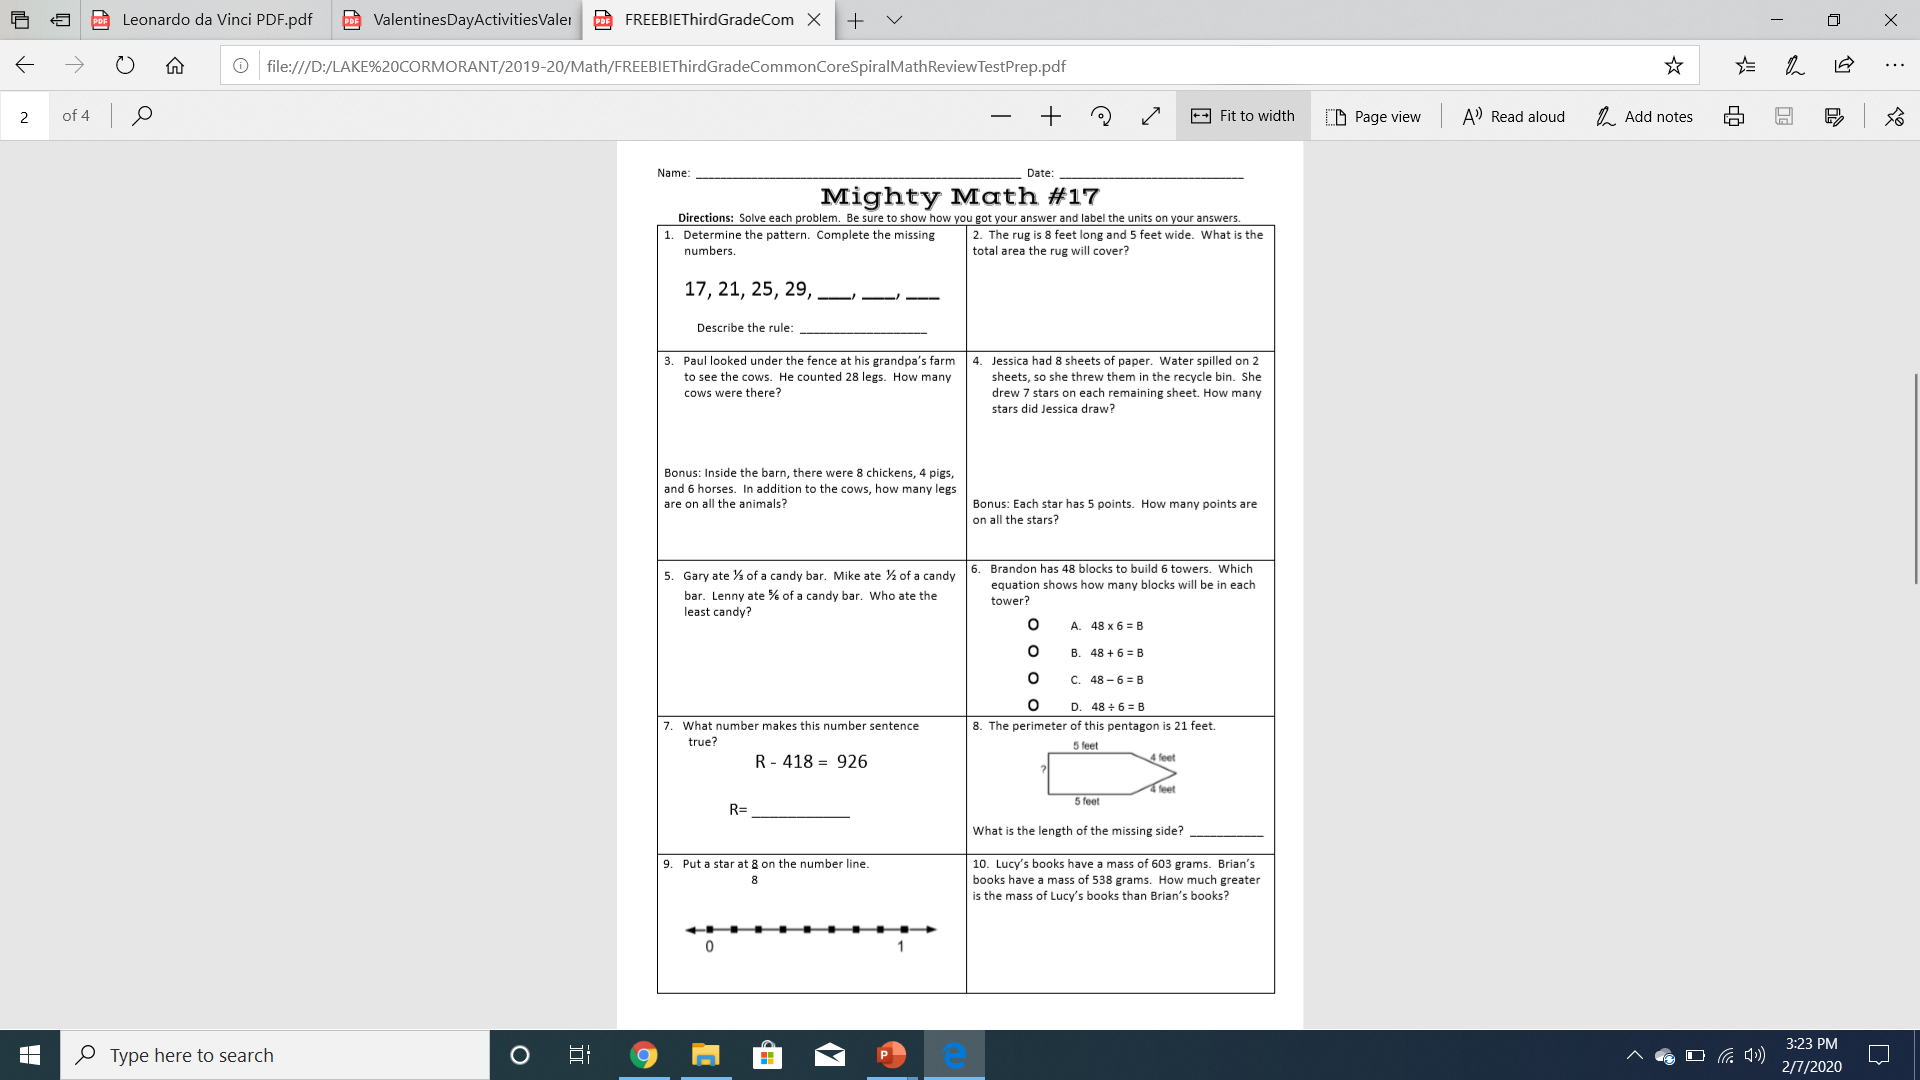 Leonardo da Vinci PDF.pdf
ValentinesDayActivitiesValer
FREEBIEThirdGradeCom
file:///D:/LAKE%20CORMORANT/2019-20/Math/FREEBIEThirdGradeCommonCoreSpiralMathReviewTestPrep.pdf
2 of 4
Fit to width
Page view
Read aloud
Add notes
Name: ____________________ Date: ____________________
Mighty Math #17
Directions: Solve each problem. Be sure to show how you got your answer and label the units on your answers.
1. Determine the pattern. Complete the missing
numbers.
17, 21, 25, 29, ___, ___, ___
Describe the rule: ____________________
2. The rug is 8 feet long and 5 feet wide. What is the
total area the rug will cover?
3. Paul looked under the fence at his grandpa's farm
to see the cows. He counted 28 legs. How many
cows were there?
Bonus: Inside the barn, there were 8 chickens, 4 pigs,
and 6 horses. In addition to the cows, how many legs
are on all the animals?
4. Jessica had 8 sheets of paper. Water spilled on 2
sheets, so she threw them in the recycle bin. She
drew 7 stars on each remaining sheet. How many
stars did Jessica draw?
Bonus: Each star has 5 points. How many points are
on all the stars?
5. Gary ate ⅓ of a candy bar. Mike ate ½ of a candy
bar. Lenny ate ⅚ of a candy bar. Who ate the
least candy?
6. Brandon has 48 blocks to build 6 towers. Which
equation shows how many blocks will be in each
tower?
O A. 48 x 6 = B
O B. 48 + 6 = B
O C. 48 – 6 = B
O D. 48 ÷ 6 = B
7. What number makes this number sentence
true?
R - 418 = 926
R= ___________
8. The perimeter of this pentagon is 21 feet.
5 feet
4 feet
?
4 feet
5 feet
What is the length of the missing side? ___________
9. Put a star at 8 on the number line.
8
0 1
10. Lucy's books have a mass of 603 grams. Brian's
books have a mass of 538 grams. How much greater
is the mass of Lucy's books than Brian's books?
Type here to search
3:23 PM
2/7/2020